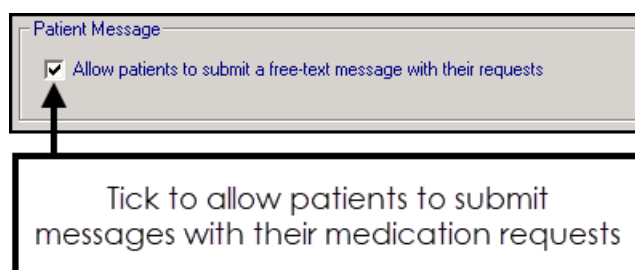 Patient Message
Allow patients to submit a free-text message with their requests
Tick to allow patients to submit
messages with their medication requests